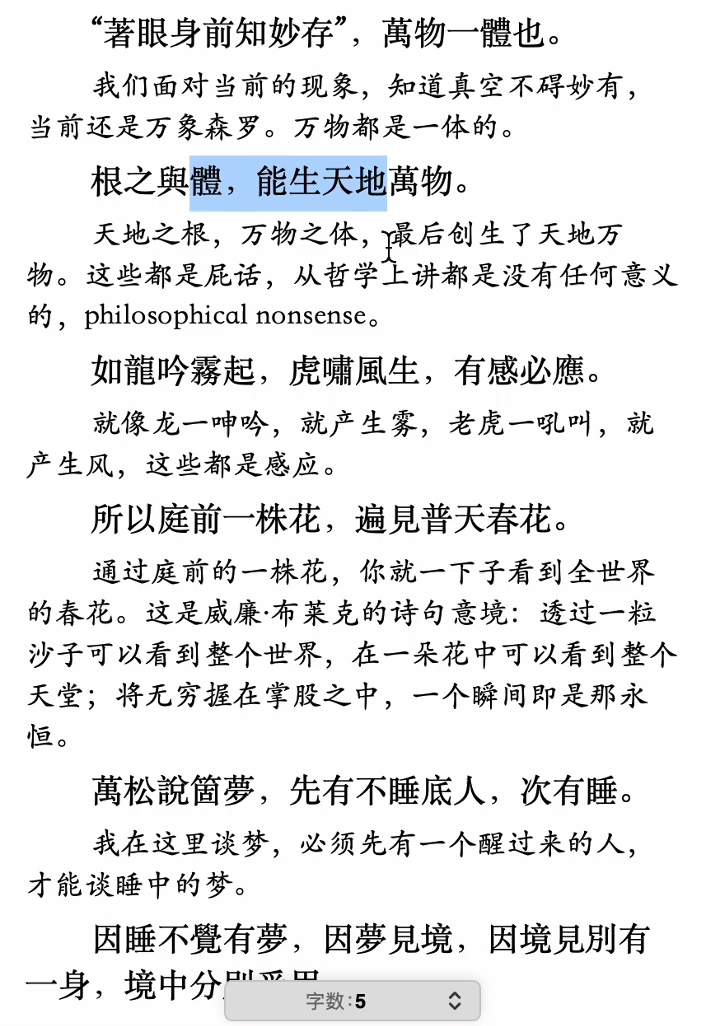 “著眼身前知妙存”，萬物一體也。
我们面对当前的现象，知道真空不碍妙有，
当前还是万象森罗。万物都是一体的。
根之與體，能生天地萬物。
天地之根，万物之体，最后创生了天地万
物。这些都是屁话，从哲学上讲都是没有任何意义
的，philosophical nonsense。
如龍吟霧起，虎嘯風生，有感必應。
就像龙一呻吟，就产生雾，老虎一吼叫，就
产生风，这些都是感应。
所以庭前一株花，遍見普天春花。
通过庭前的一株花，你就一下子看到全世界
的春花。这是威廉·布莱克的诗句意境：透过一粒
沙子可以看到整个世界，在一朵花中可以看到整个
天堂；将无穷握在掌股之中，一个瞬间即是那永
恒。
萬松說箇夢，先有不睡底人，次有睡。
我在这里谈梦，必须先有一个醒过来的人，
才能谈睡中的梦。
因睡不覺有夢，因夢見境，因境見別有
一身，境中分別受用
字数:5